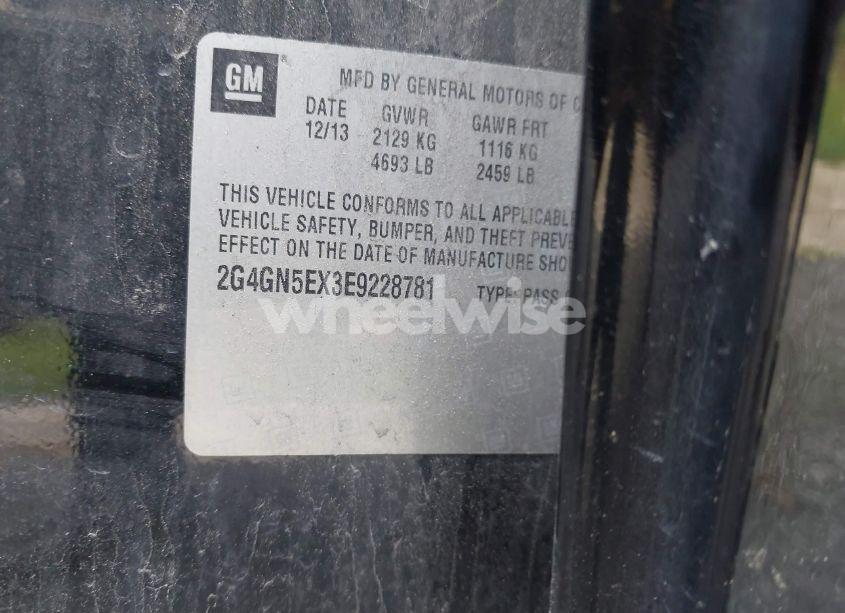 GM ®
MFD BY GENERAL MOTORS OF C
DATE GVWR GAWR FRT
12/13 2129 KG 1116 KG
4693 LB 2459 LB
THIS VEHICLE CONFORMS TO ALL APPLICABLE
VEHICLE SAFETY, BUMPER, AND THEFT PREVE
EFFECT ON THE DATE OF MANUFACTURE SHO
2G4GN5EX3E9228781 TYPE: PASS
wheelwise